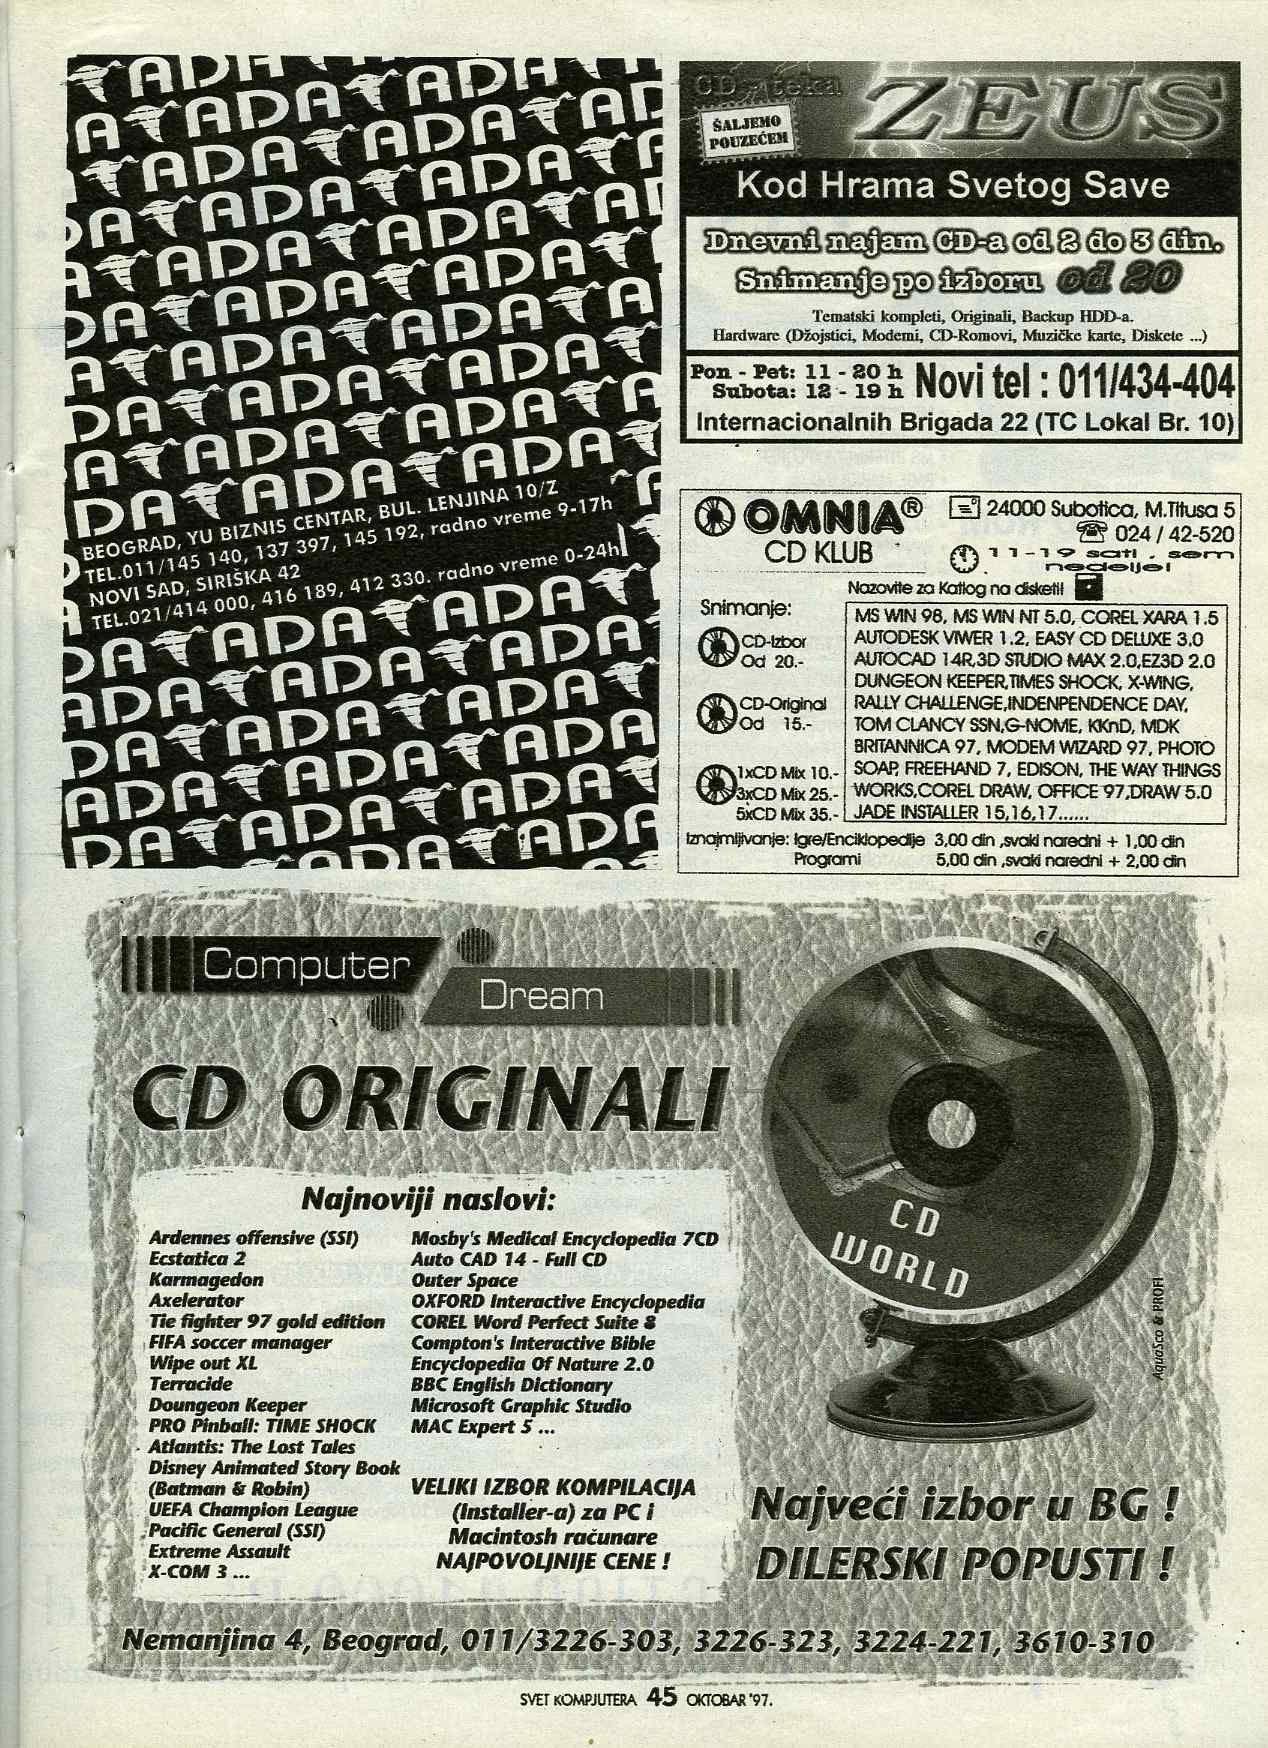 ADA
BEOGRAD, YU BIZNIS CENTAR, BUL. LENJINA 10/Z
TEL.011/145 140, 137 397, 145 192, radno vreme 9-17h
NOVI SAD, SIRIŠKA 42
TEL.021/414 000, 416 189, 412 330. radno vreme 0-24h
CD - teka
ZEUS
ŠALJEMO
POUZEĆEM
Kod Hrama Svetog Save
Dnevni najam CD-a od 2 do 3 din.
Snimanje po izboru od 20
Tematski kompleti, Originali, Backup HDD-a.
Hardware (Džojstici, Modemi, CD-Romovi, Muzičke karte, Diskete ...)
Pon - Pet: 11 - 20 h
Subota: 12 - 19 h
Novi tel : 011/434-404
Internacionalnih Brigada 22 (TC Lokal Br. 10)
OMNIA®
CD KLUB
24000 Subotica, M.Titusa 5
024 / 42-520
11-19 sati . sem
nedelje!
Nazovite za Katlog na disketi!
Snimanje:
CD-Izbor
Od 20.-
CD-Original
Od 15.-
1xCD Mix 10.-
3xCD Mix 25.-
5xCD Mix 35.-
MS WIN 98, MS WIN NT 5.0, COREL XARA 1.5
AUTODESK VIWER 1.2, EASY CD DELUXE 3.0
AUTOCAD 14R,3D STUDIO MAX 2.0,EZ3D 2.0
DUNGEON KEEPER,TIMES SHOCK, X-WING,
RALLY CHALLENGE,INDENPENDENCE DAY,
TOM CLANCY SSN,G-NOME, KKnD, MDK
BRITANNICA 97, MODEM WIZARD 97, PHOTO
SOAP, FREEHAND 7, EDISON, THE WAY THINGS
WORKS,COREL DRAW, OFFICE 97,DRAW 5.0
JADE INSTALLER 15,16,17......
Iznajmljivanje: Igre/Enciklopedije 3,00 din ,svaki naredni + 1,00 din
Programi 5,00 din ,svaki naredni + 2,00 din
Computer
Dream
CD ORIGINALI
Najnoviji naslovi:
Ardennes offensive (SSI)
Ecstatica 2
Karmagedon
Axelerator
Tie fighter 97 gold edition
FIFA soccer manager
Wipe out XL
Terracide
Doungeon Keeper
PRO Pinball: TIME SHOCK
Atlantis: The Lost Tales
Disney Animated Story Book
(Batman & Robin)
UEFA Champion League
Pacific General (SSI)
Extreme Assault
X-COM 3 ...
Mosby's Medical Encyclopedia 7CD
Auto CAD 14 - Full CD
Outer Space
OXFORD Interactive Encyclopedia
COREL Word Perfect Suite 8
Compton's Interactive Bible
Encyclopedia Of Nature 2.0
BBC English Dictionary
Microsoft Graphic Studio
MAC Expert 5 ...
VELIKI IZBOR KOMPILACIJA
(Installer-a) za PC i
Macintosh računare
NAJPOVOLJNIJE CENE !
CD
WORLD
AquaSco & PROFI
Najveći izbor u BG !
DILERSKI POPUSTI !
Nemanjina 4, Beograd, 011/3226-303, 3226-323, 3224-221, 3610-310
SVET KOMPJUTERA 45 OKTOBAR '97.